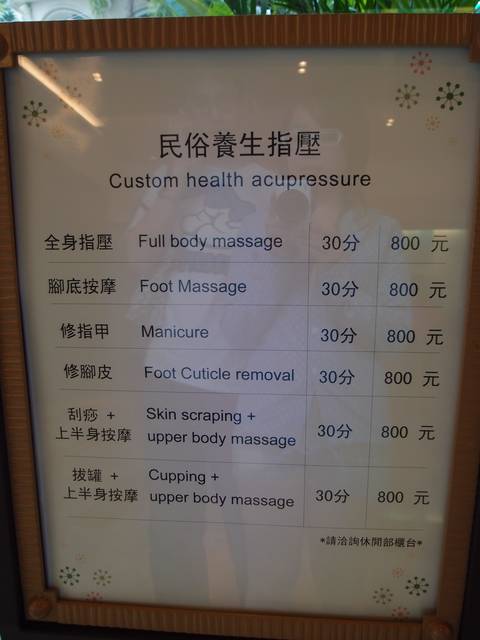 民俗養生指壓
Custom health acupressure
全身指壓 Full body massage 30分 800 元
腳底按摩 Foot Massage 30分 800 元
修指甲 Manicure 30分 800 元
修腳皮 Foot Cuticle removal 30分 800 元
刮痧 + Skin scraping +
上半身按摩 upper body massage 30分 800 元
拔罐 + Cupping +
上半身按摩 upper body massage 30分 800 元
*請洽詢休閒部櫃台*